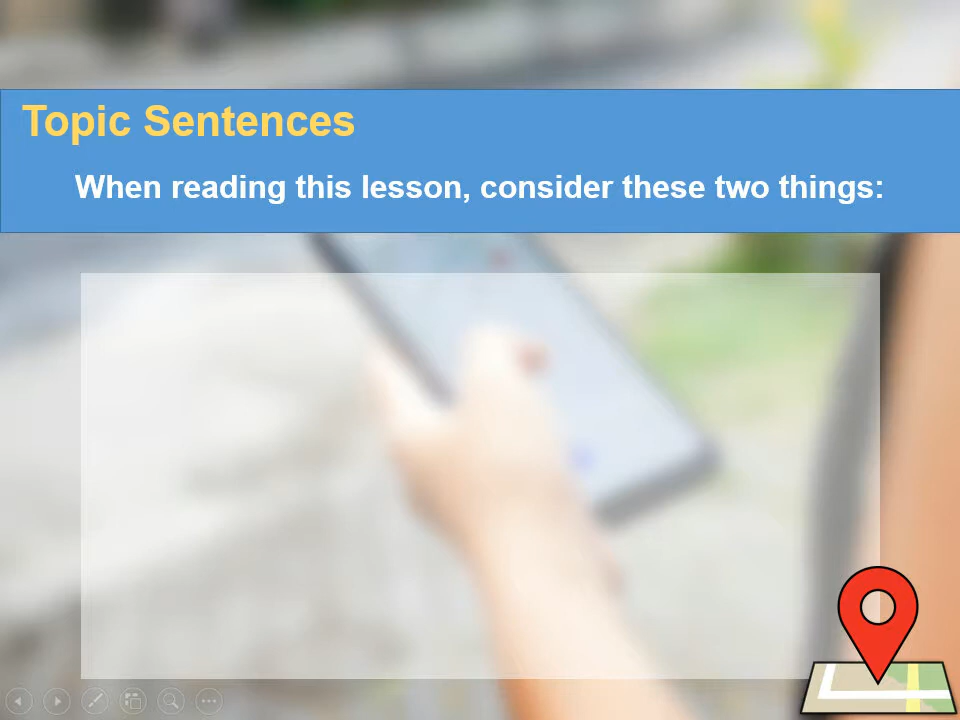 Topic Sentences
When reading this lesson, consider these two things: